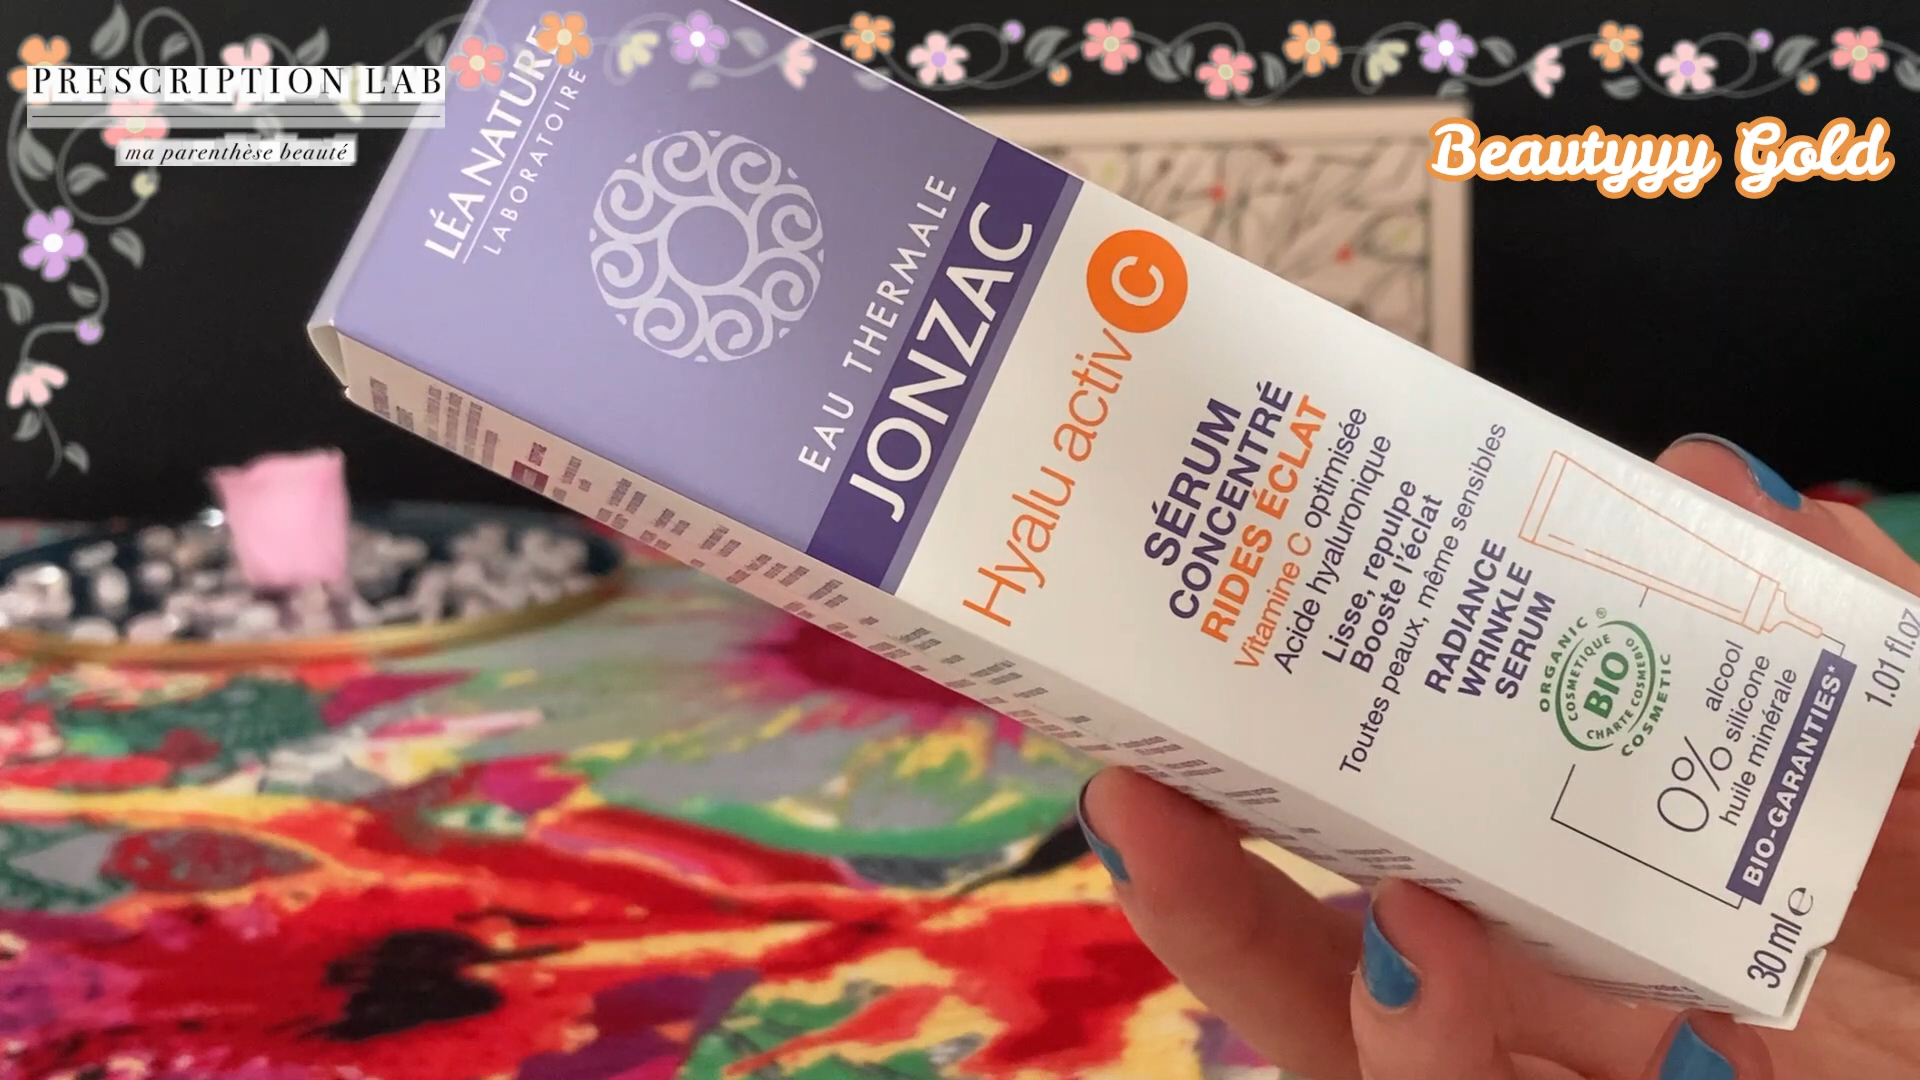 PRESCRIPTION LAB
ma parenthèse beauté
Beautyyy Gold
LÉANATURE
LABORATOIRE
EAU THERMALE
JONZAC
Hyalu activ C
SÉRUM
CONCENTRÉ
RIDES ÉCLAT
Vitamine C optimisée
Acide hyaluronique
Lisse, repulpe
Booste l'éclat
Toutes peaux, même sensibles
RADIANCE
WRINKLE
SERUM
ORGANIC
COSMETIQUE
BIO
CHARTE COSMEBIO
COSMETIC
®
0%
alcool
silicone
huile minérale
BIO-GARANTIES*
30 ml e
1.01 fl.oz